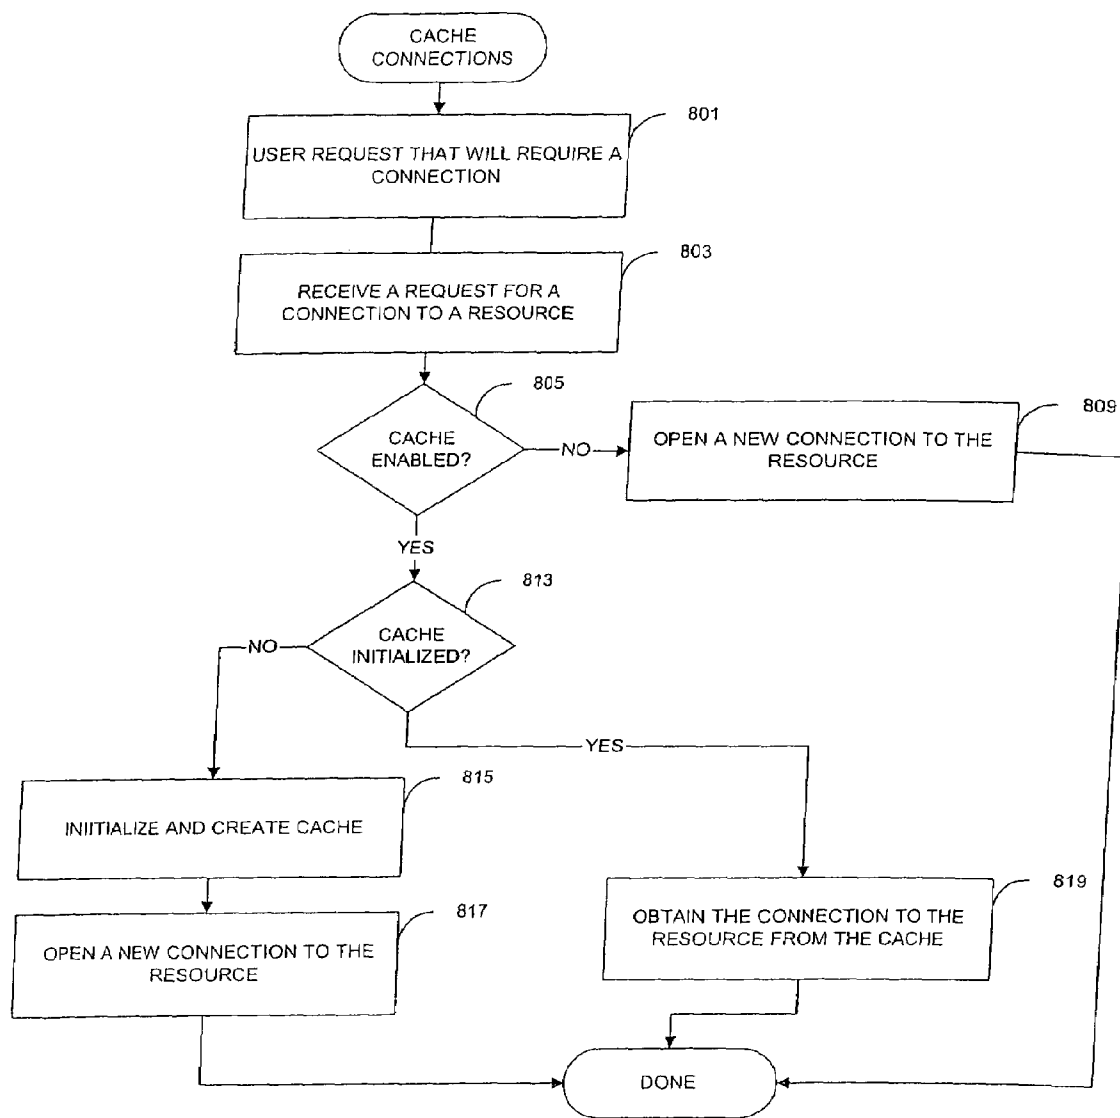 CACHE
CONNECTIONS
801
USER REQUEST THAT WILL REQUIRE A
CONNECTION
803
RECEIVE A REQUEST FOR A
CONNECTION TO A RESOURCE
805
CACHE
ENABLED?
NO
809
OPEN A NEW CONNECTION TO THE
RESOURCE
YES
813
CACHE
INITIALIZED?
NO
YES
815
INIITIALIZE AND CREATE CACHE
817
OPEN A NEW CONNECTION TO THE
RESOURCE
819
OBTAIN THE CONNECTION TO THE
RESOURCE FROM THE CACHE
DONE